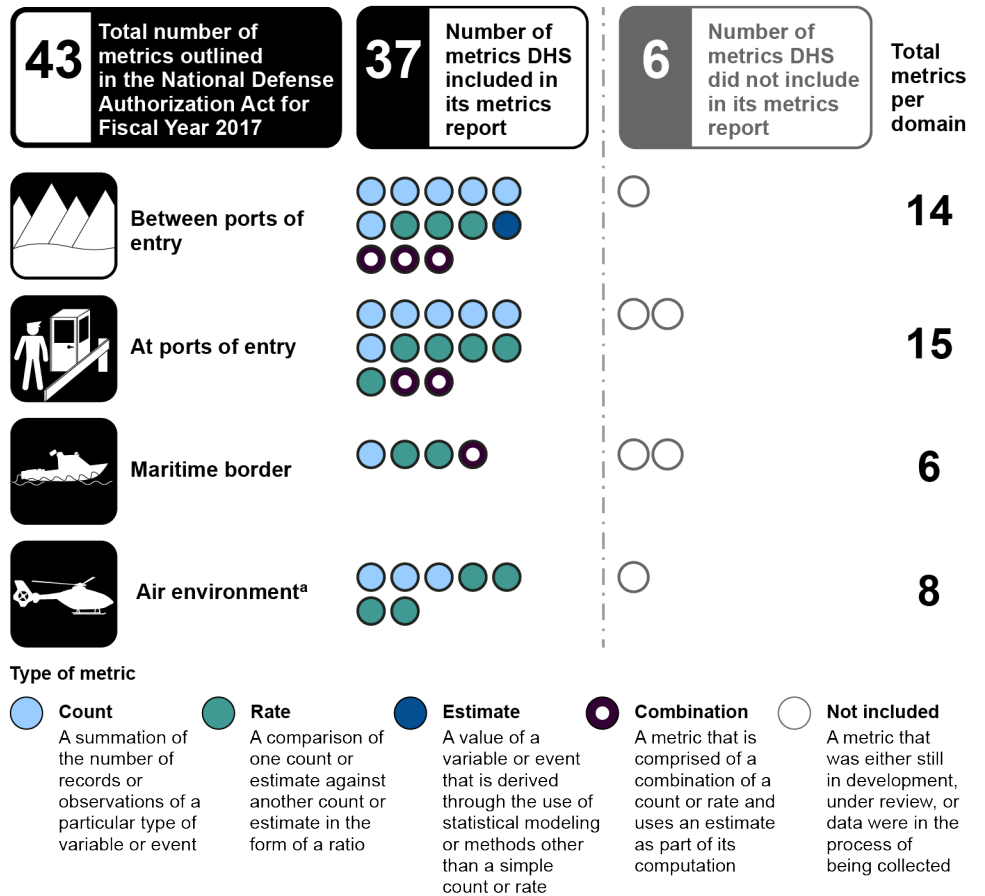 43
Total number of
metrics outlined
in the National Defense
Authorization Act for
Fiscal Year 2017
37
Number of
metrics DHS
included in
its metrics
report
6
Number of
metrics DHS
did not include
in its metrics
report
Total
metrics
per
domain
Between ports of
entry
14
At ports of entry
15
Maritime border
6
Air environmentᵃ
8
Type of metric
Count
A summation of
the number of
records or
observations of a
particular type of
variable or event
Rate
A comparison of
one count or
estimate against
another count or
estimate in the
form of a ratio
Estimate
A value of a
variable or event
that is derived
through the use of
statistical modeling
or methods other
than a simple
count or rate
Combination
A metric that is
comprised of a
combination of a
count or rate and
uses an estimate
as part of its
computation
Not included
A metric that
was either still
in development,
under review, or
data were in the
process of
being collected